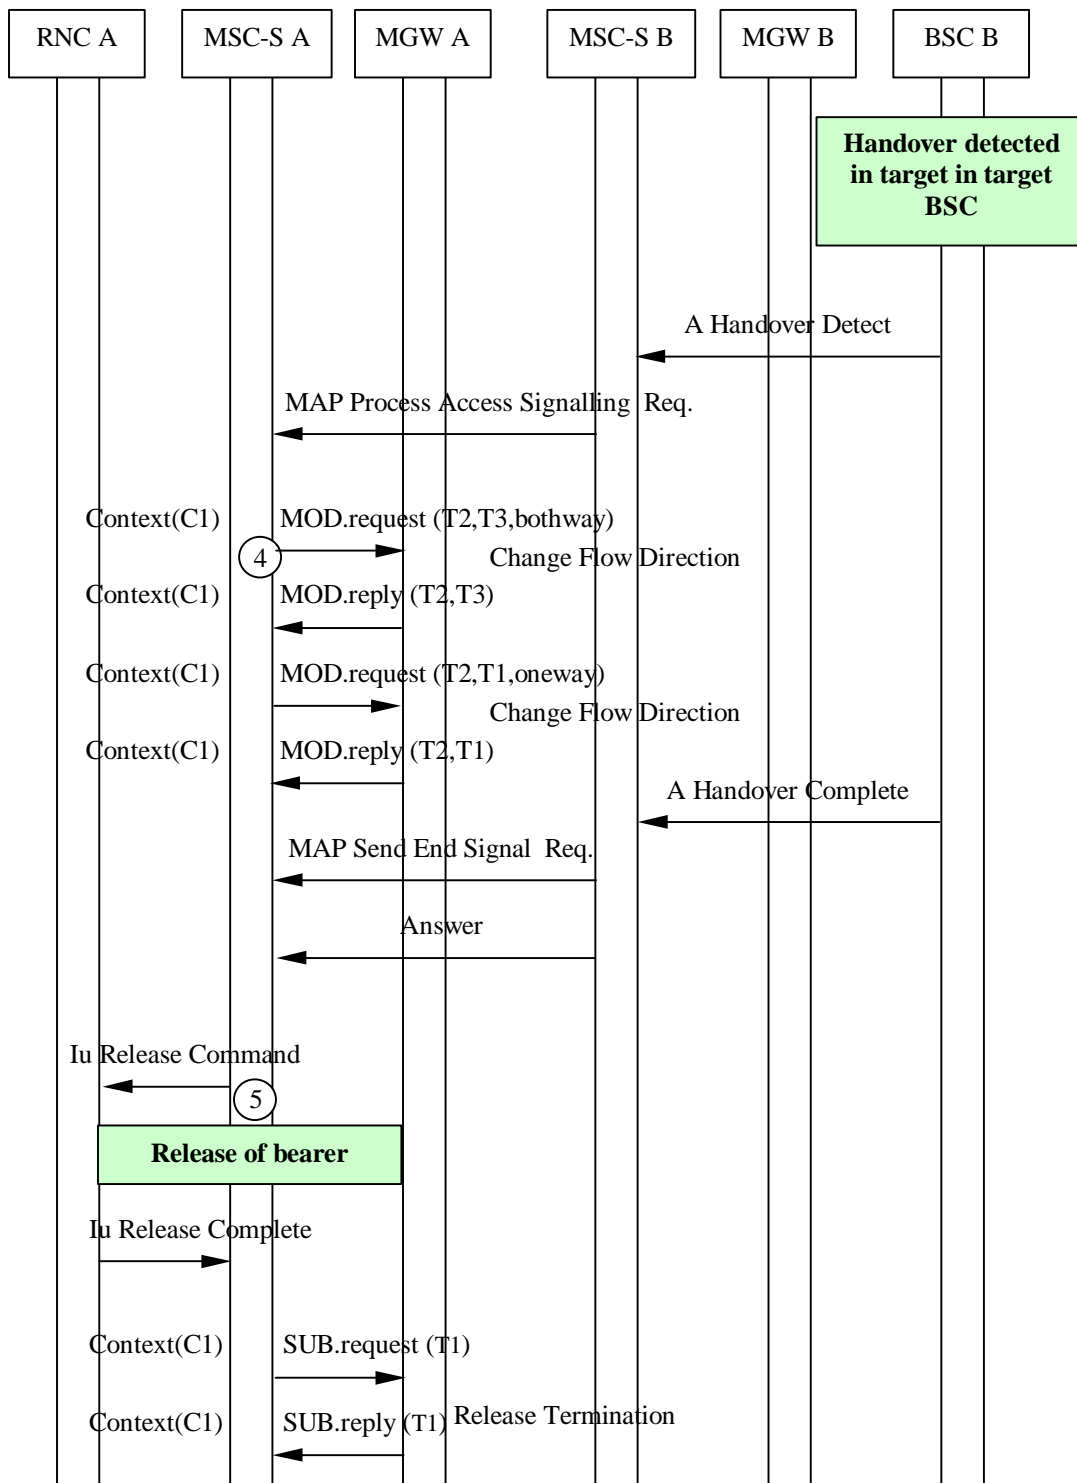 RNC A
MSC-S A
MGW A
MSC-S B
MGW B
BSC B
Handover detected
in target in target
BSC
A Handover Detect
MAP Process Access Signalling Req.
Context(C1)
MOD.request (T2,T3,bothway)
4
Change Flow Direction
Context(C1)
MOD.reply (T2,T3)
Context(C1)
MOD.request (T2,T1,oneway)
Change Flow Direction
Context(C1)
MOD.reply (T2,T1)
A Handover Complete
MAP Send End Signal Req.
Answer
Iu Release Command
5
Release of bearer
Iu Release Complete
Context(C1)
SUB.request (T1)
Context(C1)
SUB.reply (T1)
Release Termination